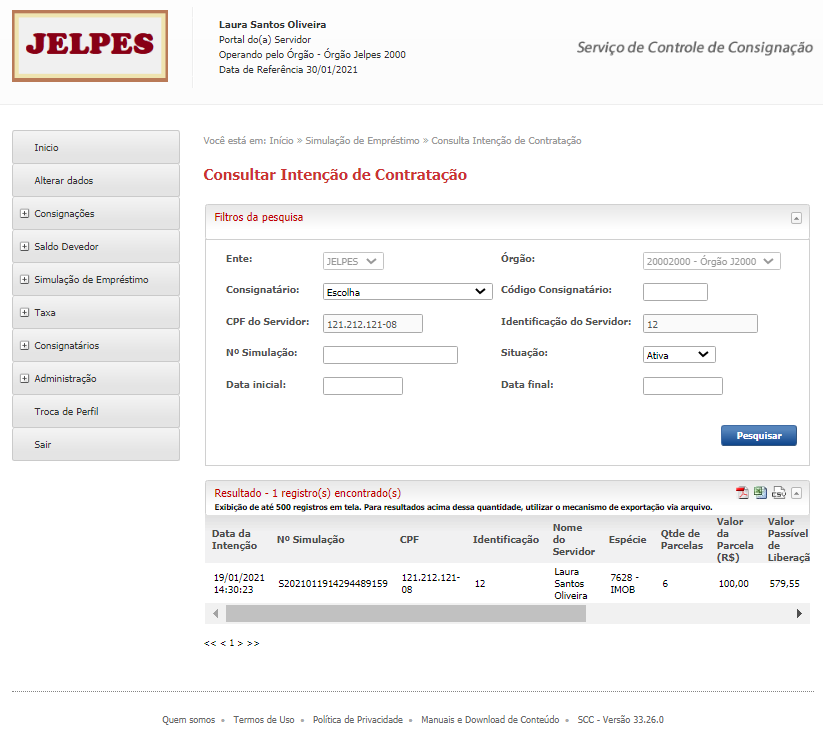 JELPES
Laura Santos Oliveira
Portal do(a) Servidor
Operando pelo Órgão - Órgão Jelpes 2000
Data de Referência 30/01/2021
Serviço de Controle de Consignação
Inicio
Alterar dados
Consignações
Saldo Devedor
Simulação de Empréstimo
Taxa
Consignatários
Administração
Troca de Perfil
Sair
Você está em: Início » Simulação de Empréstimo » Consulta Intenção de Contratação
Consultar Intenção de Contratação
Filtros da pesquisa
Ente: JELPES Órgão: 20002000 - Órgão J2000
Consignatário: Escolha Código Consignatário:
CPF do Servidor: 121.212.121-08 Identificação do Servidor: 12
Nº Simulação: Situação: Ativa
Data inicial: Data final:
Pesquisar
Resultado - 1 registro(s) encontrado(s)
CSV
Exibição de até 500 registros em tela. Para resultados acima dessa quantidade, utilizar o mecanismo de exportação via arquivo.
Data da
Intenção
Nº Simulação
CPF
Identificação
Nome
do
Servidor
Espécie
Qtde de
Parcelas
Valor
da
Parcela
(R$)
Valor
Passível
de
Liberaçã
19/01/2021
14:30:23
S2021011914294489159
121.212.121-
08
12
Laura
Santos
Oliveira
7628 -
IMOB
6
100,00
579,55
<< < 1 > >>
Quem somos • Termos de Uso • Política de Privacidade • Manuais e Download de Conteúdo • SCC - Versão 33.26.0